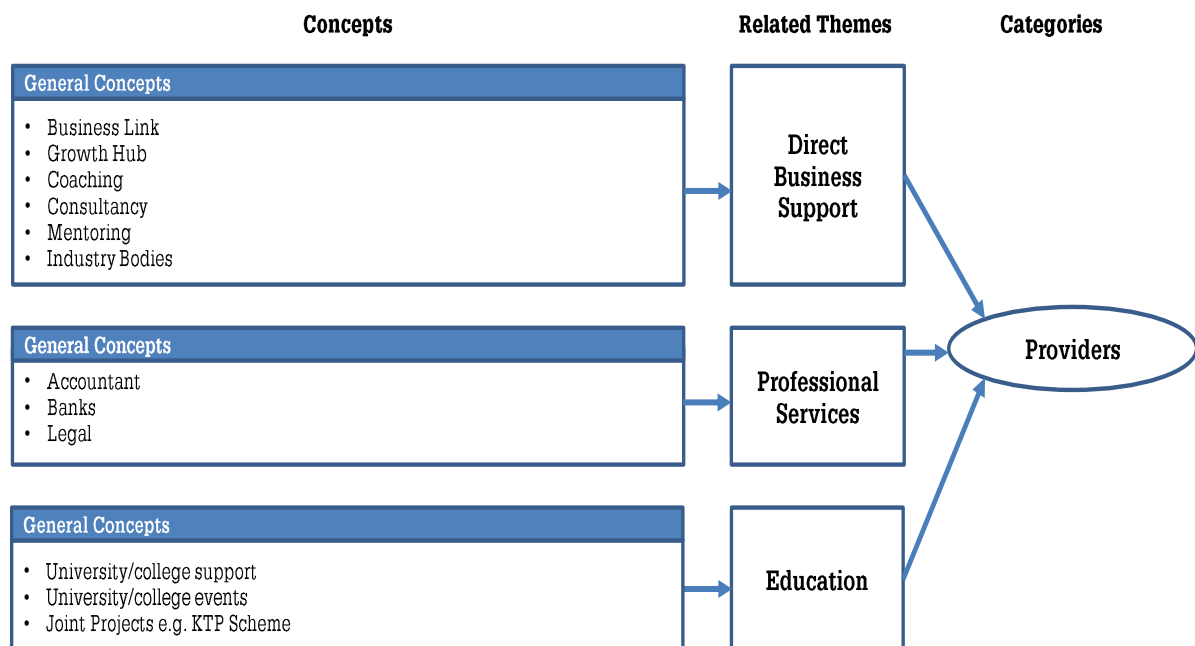 Concepts
Related Themes
Categories
General Concepts
• Business Link
• Growth Hub
• Coaching
• Consultancy
• Mentoring
• Industry Bodies
Direct
Business
Support
General Concepts
• Accountant
• Banks
• Legal
Professional
Services
Providers
General Concepts
• University/college support
• University/college events
• Joint Projects e.g. KTP Scheme
Education